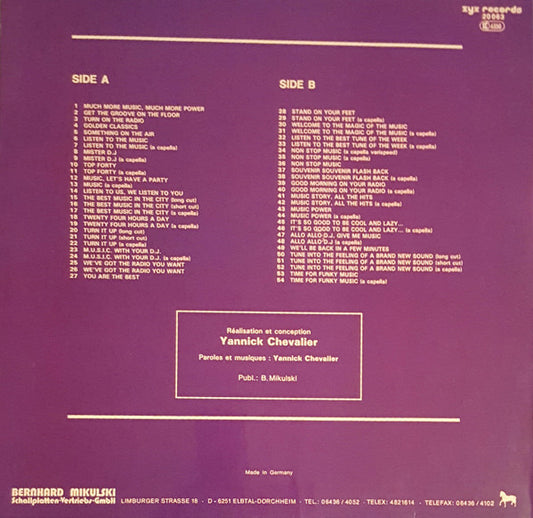 zyx records
20 063
SIDE A
1 MUCH MORE MUSIC, MUCH MORE POWER
2 GET THE GROOVE ON THE FLOOR
3 TURN ON THE RADIO
4 GOLDEN CLASSICS
5 SOMETHING ON THE AIR
6 LISTEN TO THE MUSIC
7 LISTEN TO THE MUSIC (a capella)
8 MISTER D.J
9 MISTER D.J (a capella)
10 TOP FORTY
11 TOP FORTY (a capella)
12 MUSIC, LET'S HAVE A PARTY
13 MUSIC (a capella)
14 LISTEN TO US, WE LISTEN TO YOU
15 THE BEST MUSIC IN THE CITY (long cut)
16 THE BEST MUSIC IN THE CITY (short cut)
17 THE BEST MUSIC IN THE CITY (a capella)
18 TWENTY FOUR HOURS A DAY
19 TWENTY FOUR HOURS A DAY (a capella)
20 TURN IT UP (long cut)
21 TURN IT UP (short cut)
22 TURN IT UP (a capella)
23 M.U.S.I.C. WITH YOUR D.J.
24 M.U.S.I.C. WITH YOUR D.J. (a capella)
25 WE'VE GOT THE RADIO YOU WANT
26 WE'VE GOT THE RADIO YOU WANT
27 YOU ARE THE BEST
SIDE B
28 STAND ON YOUR FEET
29 STAND ON YOUR FEET (a capella)
30 WELCOME TO THE MAGIC OF THE MUSIC
31 WELCOME TO THE MAGIC OF THE MUSIC (a capella)
32 LISTEN TO THE BEST TUNE OF THE WEEK
33 LISTEN TO THE BEST TUNE OF THE WEEK (a capella)
34 NON STOP MUSIC (a capella varispeed)
35 NON STOP MUSIC (a capella)
36 NON STOP MUSIC
37 SOUVENIR SOUVENIR FLASH BACK
38 SOUVENIR SOUVENIR FLASH BACK (a capella)
39 GOOD MORNING ON YOUR RADIO
40 GOOD MORNING ON YOUR RADIO (a capella)
41 MUSIC STORY, ALL THE HITS
42 MUSIC STORY, ALL THE HITS (a capella)
43 MUSIC POWER
44 MUSIC POWER (a capella)
45 IT'S SO GOOD TO BE COOL AND LAZY...
46 IT'S SO GOOD TO BE COOL AND LAZY... (a capella)
47 ALLO ALLO D.J, GIVE ME MUSIC
48 ALLO ALLO D.J (a capella)
49 WE'LL BE BACK IN A FEW MINUTES
50 TUNE INTO THE FEELING OF A BRAND NEW SOUND (long cut)
51 TUNE INTO THE FEELING OF A BRAND NEW SOUND (short cut)
52 TUNE INTO THE FEELING OF A BRAND NEW SOUND (a capella)
53 TIME FOR FUNKY MUSIC
54 TIME FOR FUNKY MUSIC (a capella)
Réalisation et conception
Yannick Chevalier
Paroles et musiques : Yannick Chevalier
Publ.: B. Mikulski
Made in Germany
BERNHARD MIKULSKI
Schallplatten-Vertriebs-GmbH
LIMBURGER STRASSE 18 · D-6251 ELBTAL-DORCHHEIM · TEL.: 06436 / 4052 · TELEX: 4821614 · TELEFAX: 06436 / 4102